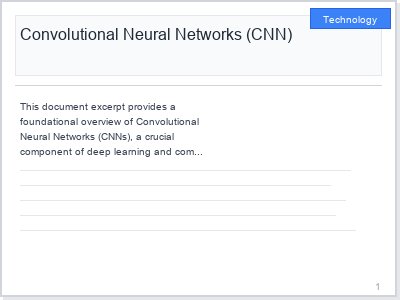 Technology
Convolutional Neural Networks (CNN)
This document excerpt provides a
foundational overview of Convolutional
Neural Networks (CNNs), a crucial
component of deep learning and com...
1